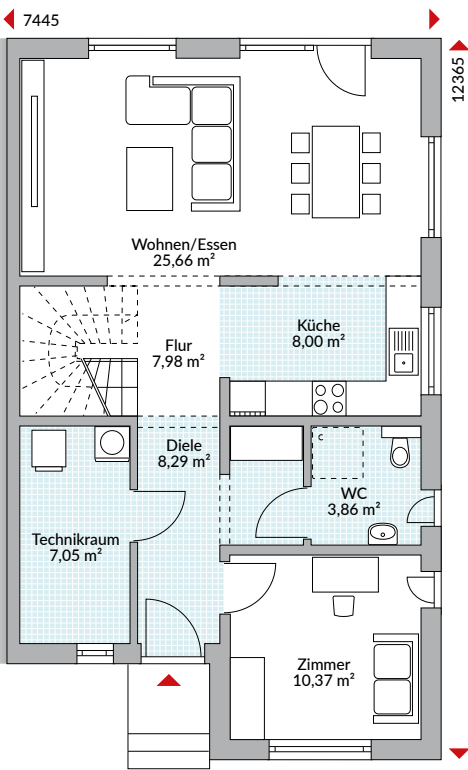 7445
12365
Wohnen/Essen
25,66 m²
Küche
8,00 m²
Flur
7,98 m²
Diele
8,29 m²
c
WC
3,86 m²
Technikraum
7,05 m²
Zimmer
10,37 m²